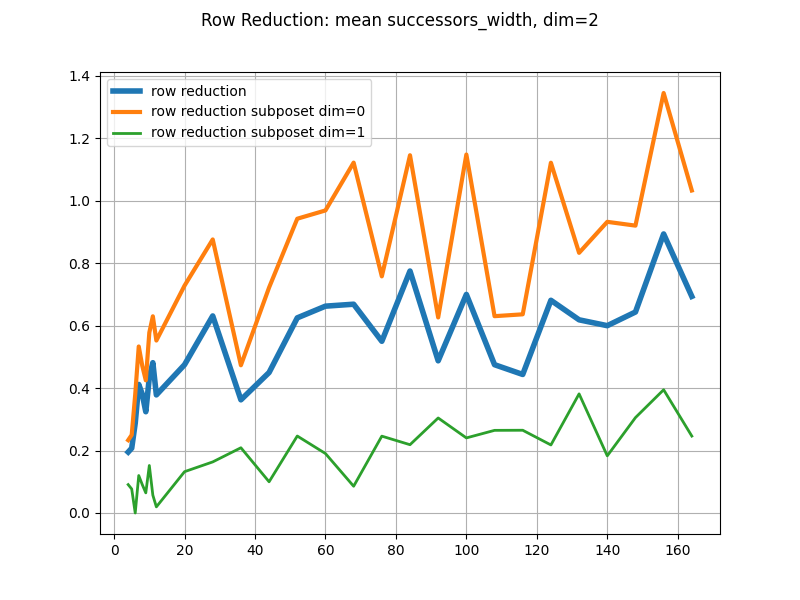 Row Reduction: mean successors_width, dim=2
row reduction
row reduction subposet dim=0
row reduction subposet dim=1
1.4
1.2
1.0
0.8
0.6
0.4
0.2
0.0
0 20 40 60 80 100 120 140 160